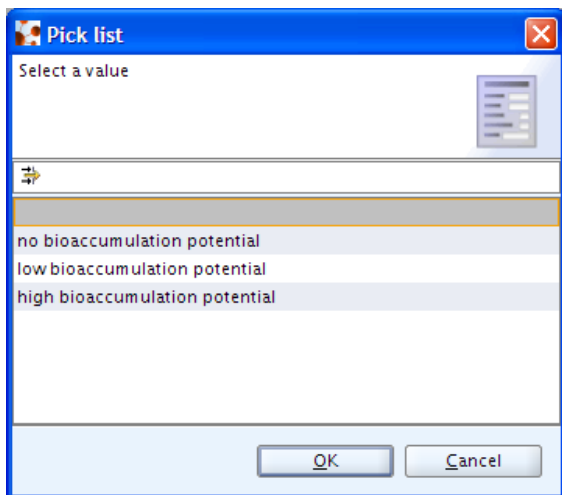 Pick list
Select a value
no bioaccumulation potential
low bioaccumulation potential
high bioaccumulation potential
OK
Cancel